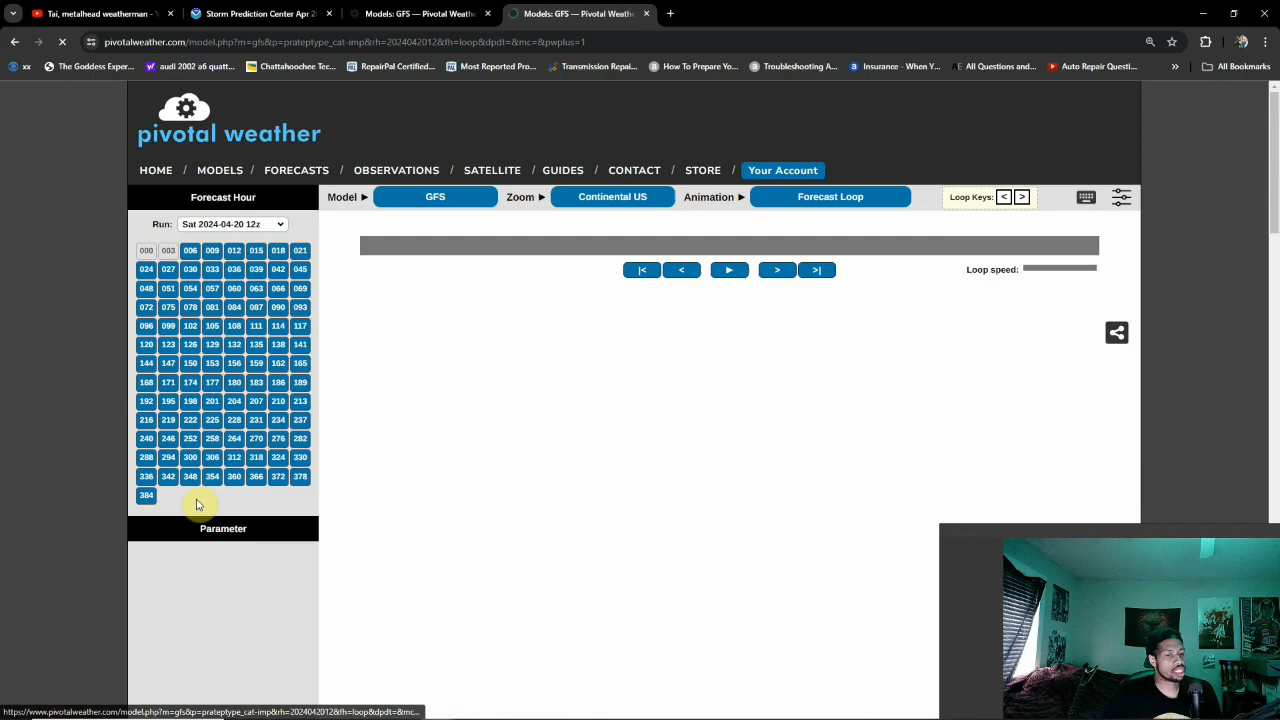 Tai, metalhead weatherman -
Storm Prediction Center Apr 2
Models: GFS — Pivotal Weathe
Models: GFS — Pivotal Weathe
pivotalweather.com/model.php?m=gfs&p=prateptype_cat-imp&rh=2024042012&fh=loop&dpdt=&mc=&pwplus=1
xx
The Goddess Exper...
audi 2002 a6 quatt...
Chattahoochee Tec...
RepairPal Certified...
Most Repored Pro...
Transmission Repai...
How To Prepare You...
Troubleshooting A...
Insurance - When Y...
AE All Questions and...
Auto Repair Questi...
» All Bookmarks
pivotal weather
HOME / MODELS / FORECASTS / OBSERVATIONS / SATELLITE / GUIDES / CONTACT / STORE / Your Account
Forecast Hour
Model ▶ GFS Zoom ▶ Continental US Animation ▶ Forecast Loop Loop Keys: < >
Run: Sat 2024-04-20 12z
000 003 006 009 012 015 018 021
|< < ▶ > >| Loop speed:
024 027 030 033 036 039 042 045
048 051 054 057 060 063 066 069
072 075 078 081 084 087 090 093
096 099 102 105 108 111 114 117
120 123 126 129 132 135 138 141
144 147 150 153 156 159 162 165
168 171 174 177 180 183 186 189
192 195 198 201 204 207 210 213
216 219 222 225 228 231 234 237
240 246 252 258 264 270 276 282
288 294 300 306 312 318 324 330
336 342 348 354 360 366 372 378
384
Parameter
https://www.pivotalweather.com/model.php?m=gfs&p=prateptype_cat-imp&rh=2024042012&fh=loop&dpdt=&mc...